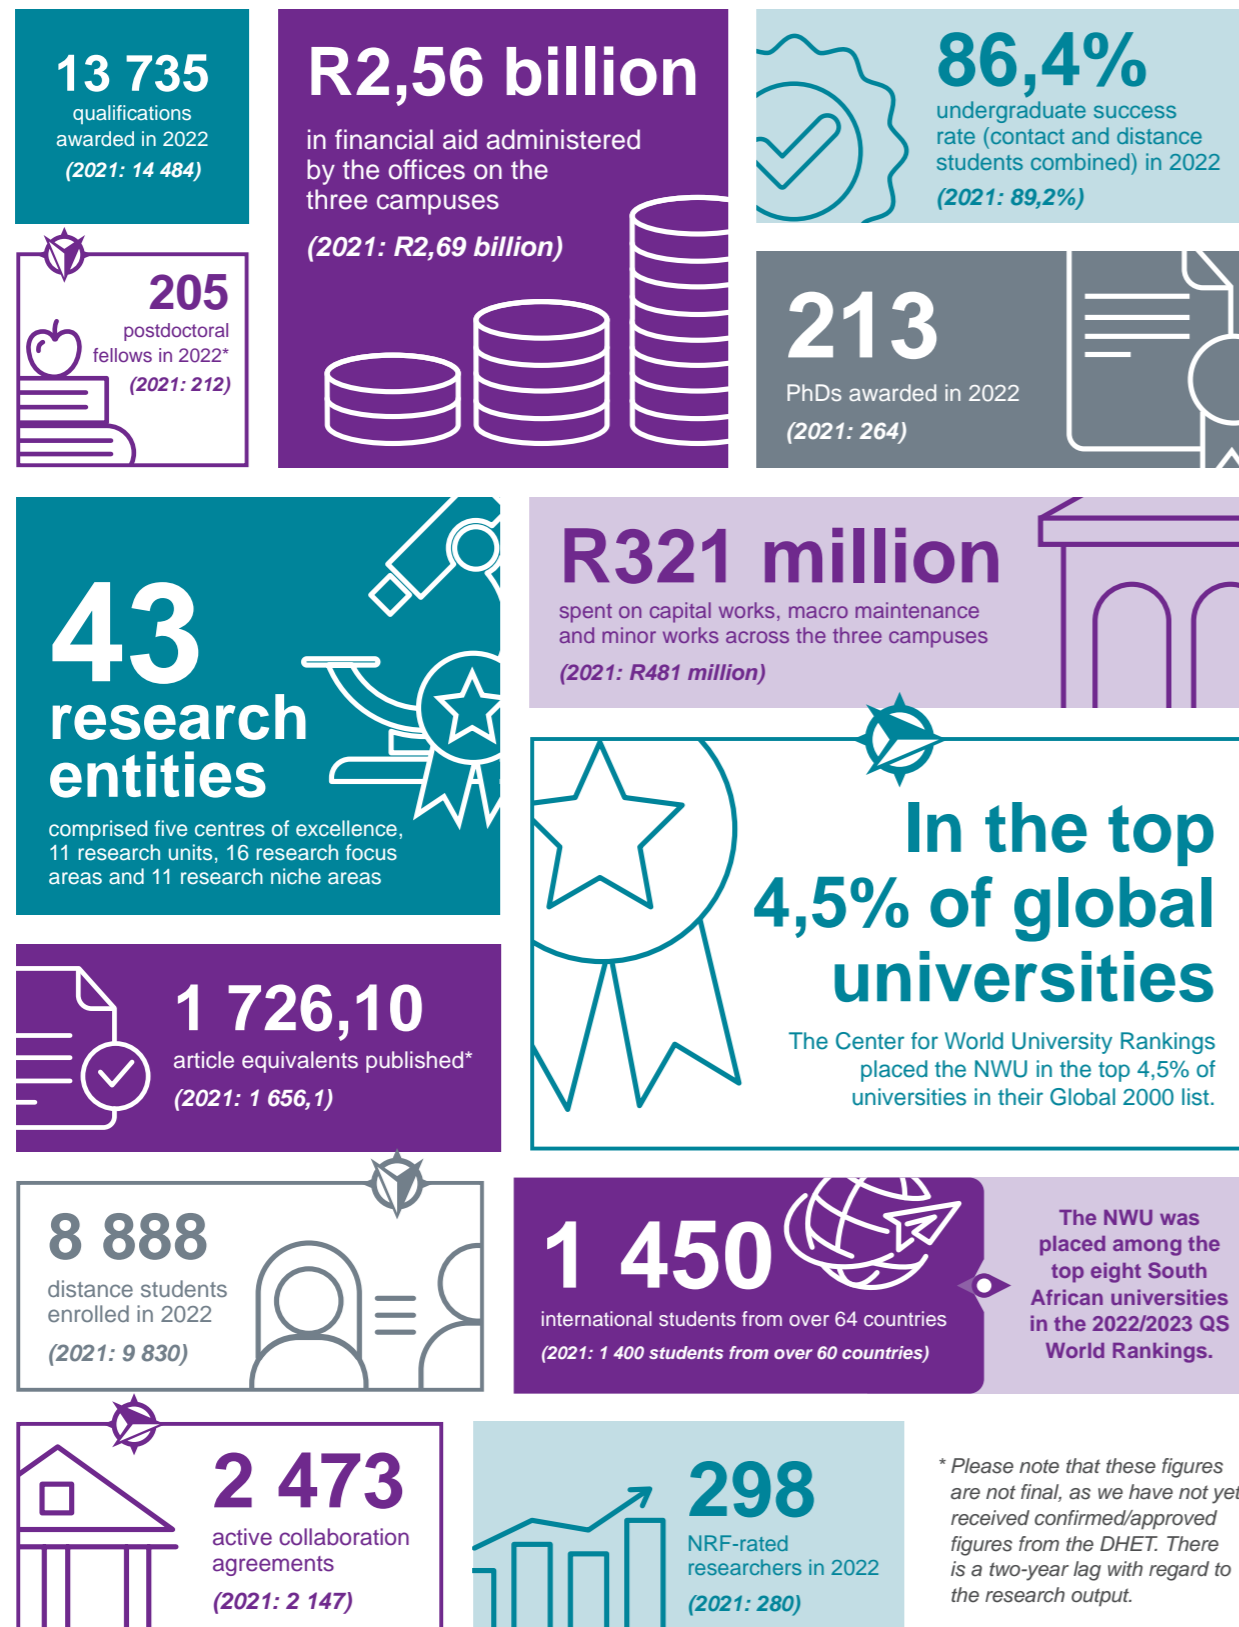 13 735
qualifications
awarded in 2022
(2021: 14 484)
R2,56 billion
in financial aid administered
by the offices on the
three campuses
(2021: R2,69 billion)
86,4%
undergraduate success
rate (contact and distance
students combined) in 2022
(2021: 89,2%)
205
postdoctoral
fellows in 2022*
(2021: 212)
213
PhDs awarded in 2022
(2021: 264)
43
research
entities
comprised five centres of excellence,
11 research units, 16 research focus
areas and 11 research niche areas
R321 million
spent on capital works, macro maintenance
and minor works across the three campuses
(2021: R481 million)
In the top
4,5% of global
universities
The Center for World University Rankings
placed the NWU in the top 4,5% of
universities in their Global 2000 list.
1 726,10
article equivalents published*
(2021: 1 656,1)
8 888
distance students
enrolled in 2022
(2021: 9 830)
1 450
international students from over 64 countries
(2021: 1 400 students from over 60 countries)
The NWU was
placed among the
top eight South
African universities
in the 2022/2023 QS
World Rankings.
2 473
active collaboration
agreements
(2021: 2 147)
298
NRF-rated
researchers in 2022
(2021: 280)
* Please note that these figures
are not final, as we have not yet
received confirmed/approved
figures from the DHET. There
is a two-year lag with regard to
the research output.